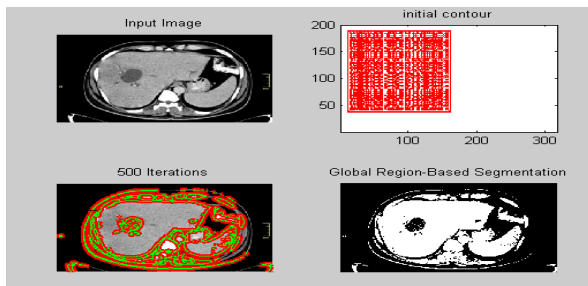 Input Image
initial contour
200
150
100
50
100
200
300
500 Iterations
Global Region-Based Segmentation